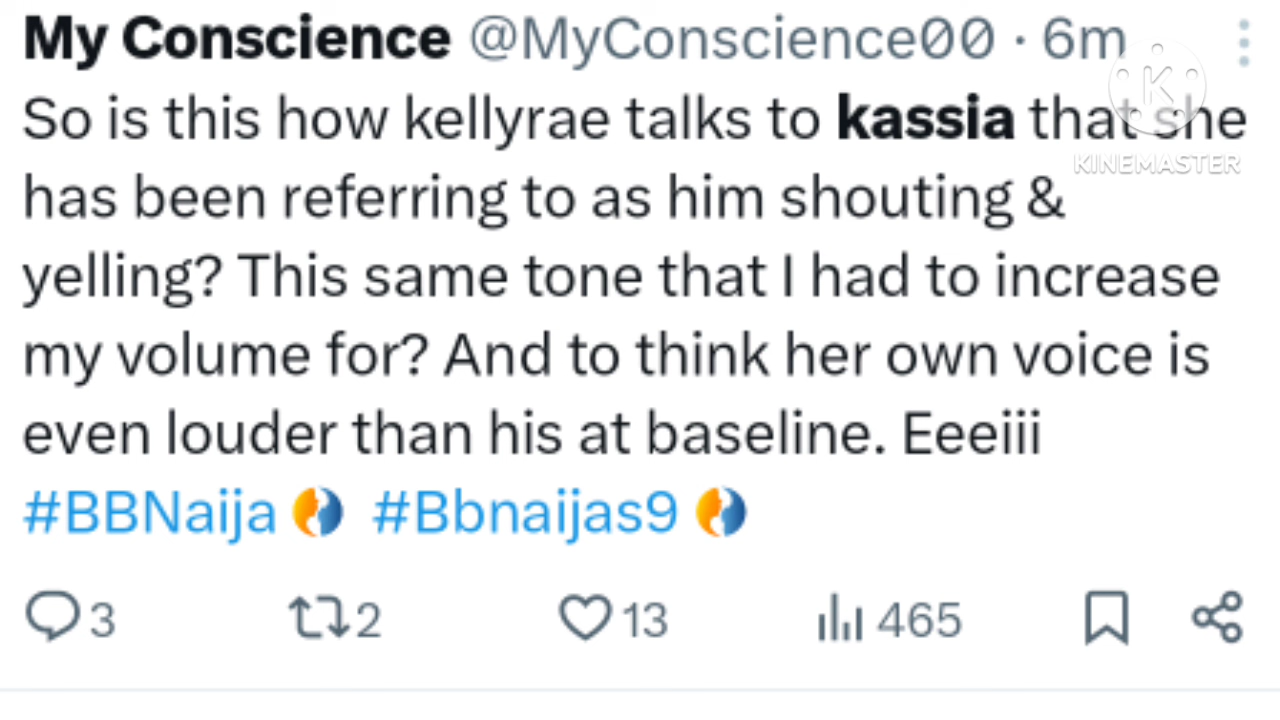 My Conscience @MyConscience00 · 6m
So is this how kellyrae talks to kassia that she
has been referring to as him shouting &
yelling? This same tone that I had to increase
my volume for? And to think her own voice is
even louder than his at baseline. Eeeiii
#BBNaija #Bbnaijas9
3 2 13 465
K
KINEMASTER